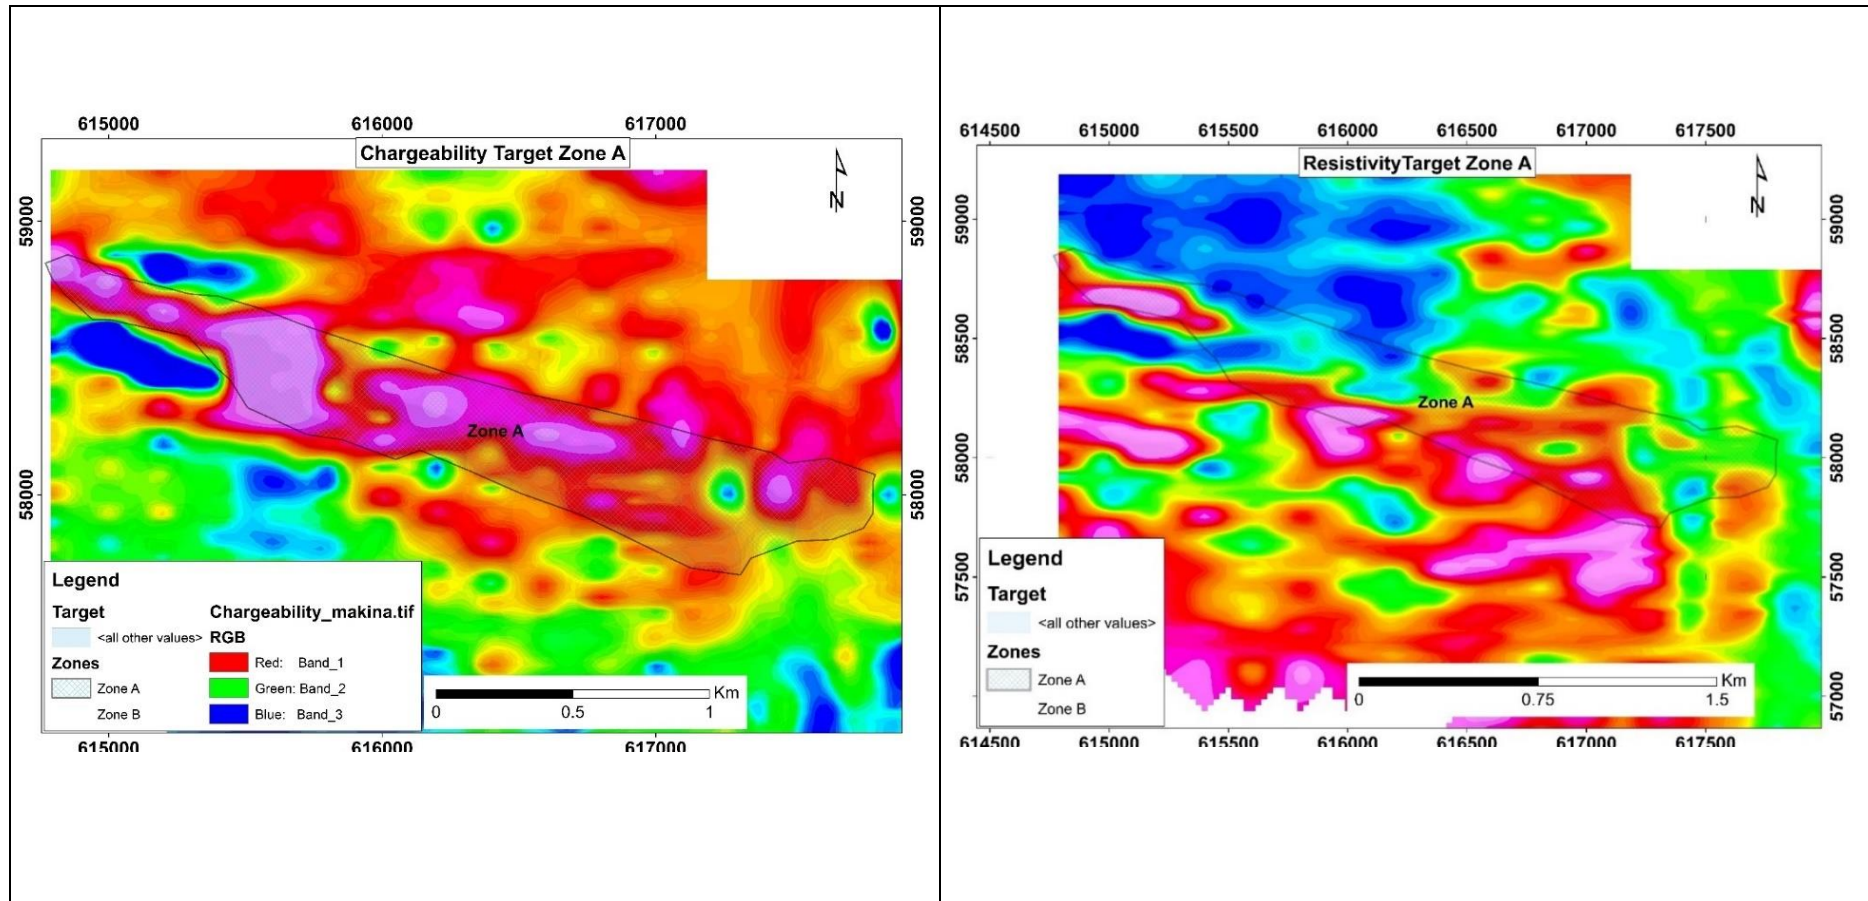 615000 616000 617000
Chargeability Target Zone A
N
59000 59000
Zone A
58000 58000
Legend
Target Chargeability_makina.tif
<all other values> RGB
Zones Red: Band_1
Zone A Green: Band_2
Zone B Blue: Band_3
Km
0 0.5 1
615000 616000 617000
614500 615000 615500 616000 616500 617000 617500
ResistivityTarget Zone A
N
59000 59000
58500 58500
Zone A
58000 58000
57500 57500
57000
Legend
Target
<all other values>
Zones
Zone A
Zone B
Km
0 0.75 1.5
614500 615000 615500 616000 616500 617000 617500